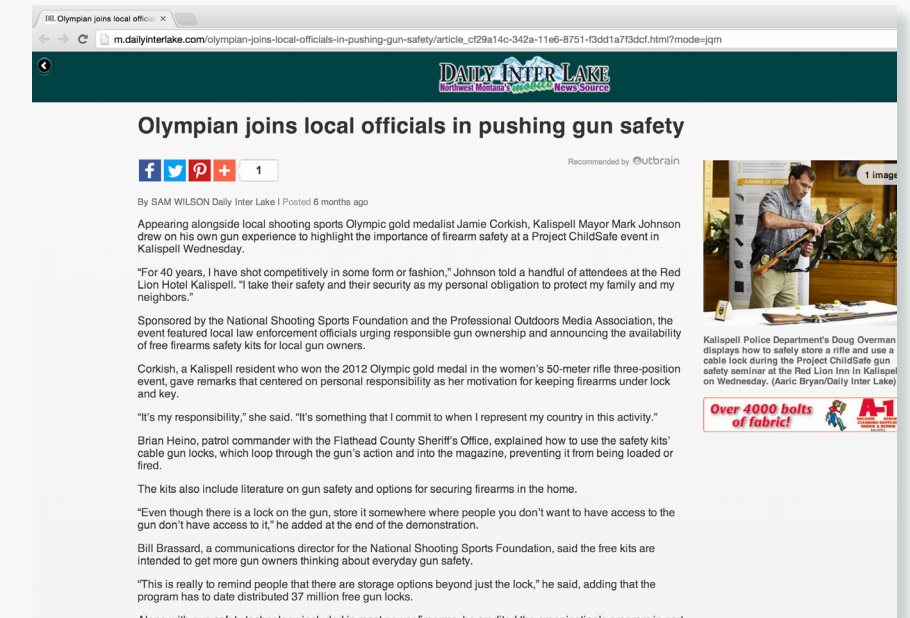 Olympian joins local officia
m.dailyinterlake.com/olympian-joins-local-officials-in-pushing-gun-safety/article_cf29a14c-342a-11e6-8751-f3dd1a7f3dcf.html?mode=jqm
DAILY INTER LAKE
Northwest Montana's mobile News Source
Olympian joins local officials in pushing gun safety
1
Recommended by Outbrain
By SAM WILSON Daily Inter Lake | Posted 6 months ago
Appearing alongside local shooting sports Olympic gold medalist Jamie Corkish, Kalispell Mayor Mark Johnson
drew on his own gun experience to highlight the importance of firearm safety at a Project ChildSafe event in
Kalispell Wednesday.
“For 40 years, I have shot competitively in some form or fashion,” Johnson told a handful of attendees at the Red
Lion Hotel Kalispell. “I take their safety and their security as my personal obligation to protect my family and my
neighbors.”
Sponsored by the National Shooting Sports Foundation and the Professional Outdoors Media Association, the
event featured local law enforcement officials urging responsible gun ownership and announcing the availability
of free firearms safety kits for local gun owners.
Corkish, a Kalispell resident who won the 2012 Olympic gold medal in the women’s 50-meter rifle three-position
event, gave remarks that centered on personal responsibility as her motivation for keeping firearms under lock
and key.
“It’s my responsibility,” she said. “It’s something that I commit to when I represent my country in this activity.”
Brian Heino, patrol commander with the Flathead County Sheriff’s Office, explained how to use the safety kits’
cable gun locks, which loop through the gun’s action and into the magazine, preventing it from being loaded or
fired.
The kits also include literature on gun safety and options for securing firearms in the home.
“Even though there is a lock on the gun, store it somewhere where people you don’t want to have access to the
gun don’t have access to it,” he added at the end of the demonstration.
Bill Brassard, a communications director for the National Shooting Sports Foundation, said the free kits are
intended to get more gun owners thinking about everyday gun safety.
“This is really to remind people that there are storage options beyond just the lock,” he said, adding that the
program has to date distributed 37 million free gun locks.
1 image
Kalispell Police Department's Doug Overman
displays how to safely store a rifle and use a
cable lock during the Project ChildSafe gun
safety seminar at the Red Lion Inn in Kalispel
on Wednesday. (Aaric Bryan/Daily Inter Lake)
Over 4000 bolts
of fabric!
A-1